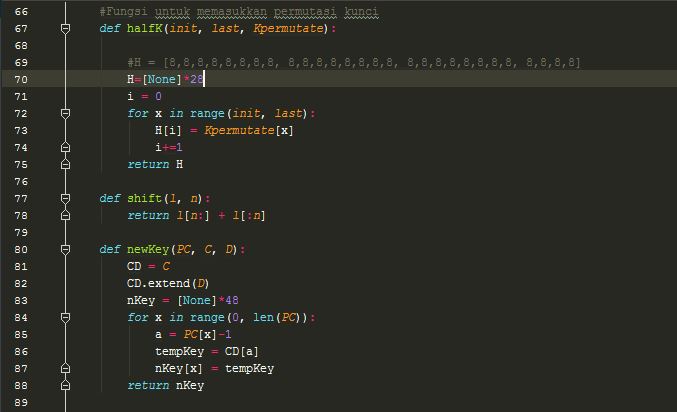 66 #Fungsi untuk memasukkan permutasi kunci
67 def halfK(init, last, Kpermutate):
68
69 #H = [8,8,8,8,8,8,8,8, 8,8,8,8,8,8,8,8, 8,8,8,8,8,8,8,8, 8,8,8,8]
70 H=[None]*28
71 i = 0
72 for x in range(init, last):
73 H[i] = Kpermutate[x]
74 i+=1
75 return H
76
77 def shift(l, n):
78 return l[n:] + l[:n]
79
80 def newKey(PC, C, D):
81 CD = C
82 CD.extend(D)
83 nKey = [None]*48
84 for x in range(0, len(PC)):
85 a = PC[x]-1
86 tempKey = CD[a]
87 nKey[x] = tempKey
88 return nKey
89